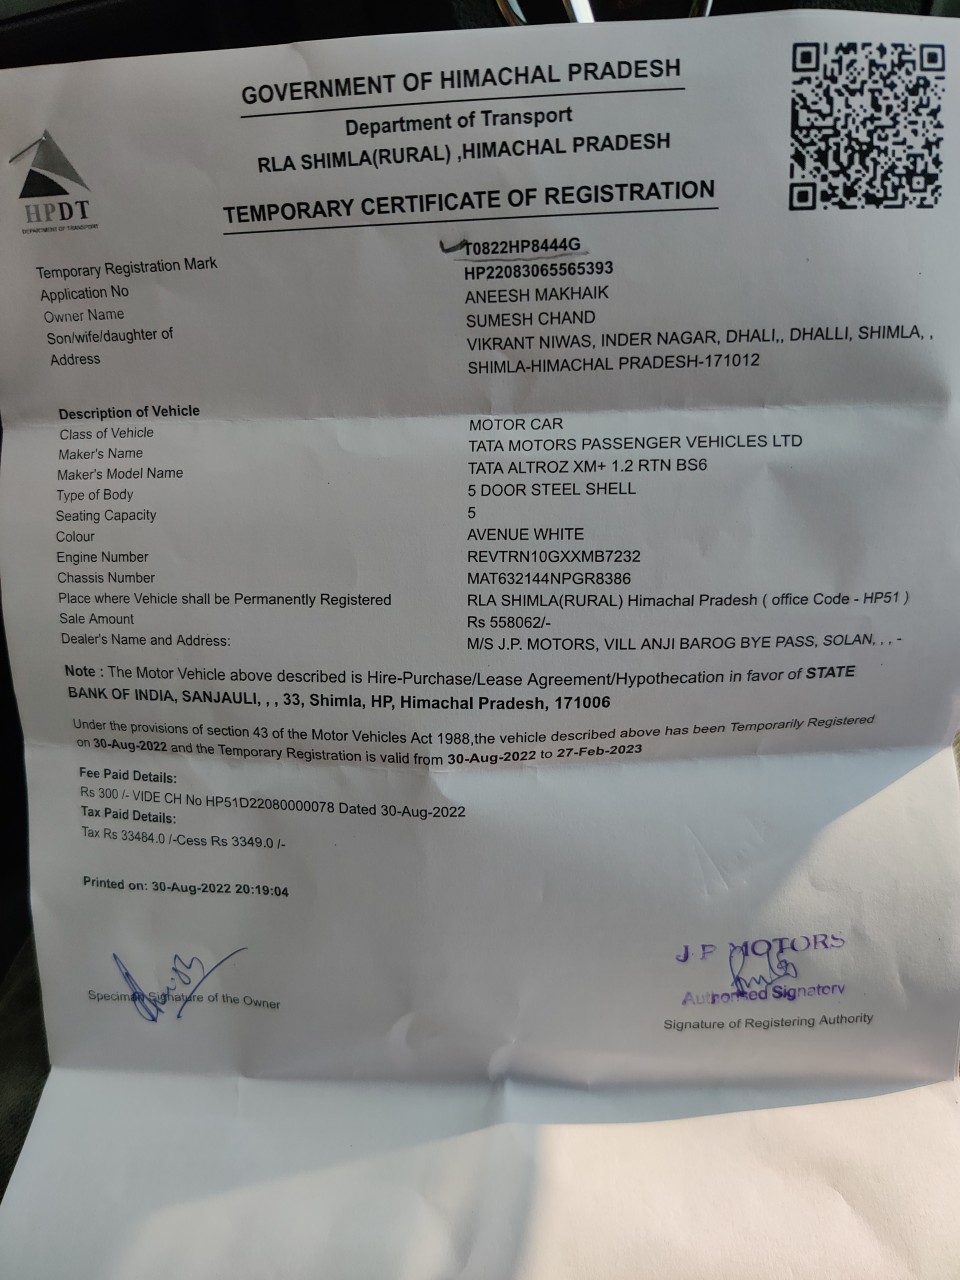 GOVERNMENT OF HIMACHAL PRADESH
Department of Transport
RLA SHIMLA(RURAL) ,HIMACHAL PRADESH
TEMPORARY CERTIFICATE OF REGISTRATION
HPDT
DEPARTMENT OF TRANSPORT
Temporary Registration Mark T0822HP8444G
Application No HP22083065565393
Owner Name ANEESH MAKHAIK
Son/wife/daughter of SUMESH CHAND
Address VIKRANT NIWAS, INDER NAGAR, DHALI,, DHALLI, SHIMLA, ,
SHIMLA-HIMACHAL PRADESH-171012
Description of Vehicle
Class of Vehicle MOTOR CAR
Maker's Name TATA MOTORS PASSENGER VEHICLES LTD
Maker's Model Name TATA ALTROZ XM+ 1.2 RTN BS6
Type of Body 5 DOOR STEEL SHELL
Seating Capacity 5
Colour AVENUE WHITE
Engine Number REVTRN10GXXMB7232
Chassis Number MAT632144NPGR8386
Place where Vehicle shall be Permanently Registered RLA SHIMLA(RURAL) Himachal Pradesh ( office Code - HP51 )
Sale Amount Rs 558062/-
Dealer's Name and Address: M/S J.P. MOTORS, VILL ANJI BAROG BYE PASS, SOLAN, , , -
Note : The Motor Vehicle above described is Hire-Purchase/Lease Agreement/Hypothecation in favor of STATE
BANK OF INDIA, SANJAULI, , , 33, Shimla, HP, Himachal Pradesh, 171006
Under the provisions of section 43 of the Motor Vehicles Act 1988,the vehicle described above has been Temporarily Registered
on 30-Aug-2022 and the Temporary Registration is valid from 30-Aug-2022 to 27-Feb-2023
Fee Paid Details:
Rs 300 /- VIDE CH No HP51D22080000078 Dated 30-Aug-2022
Tax Paid Details:
Tax Rs 33484.0 /-Cess Rs 3349.0 /-
Printed on: 30-Aug-2022 20:19:04
J.P MOTORS
Authorised Signatory
Specimen Signature of the Owner
Signature of Registering Authority